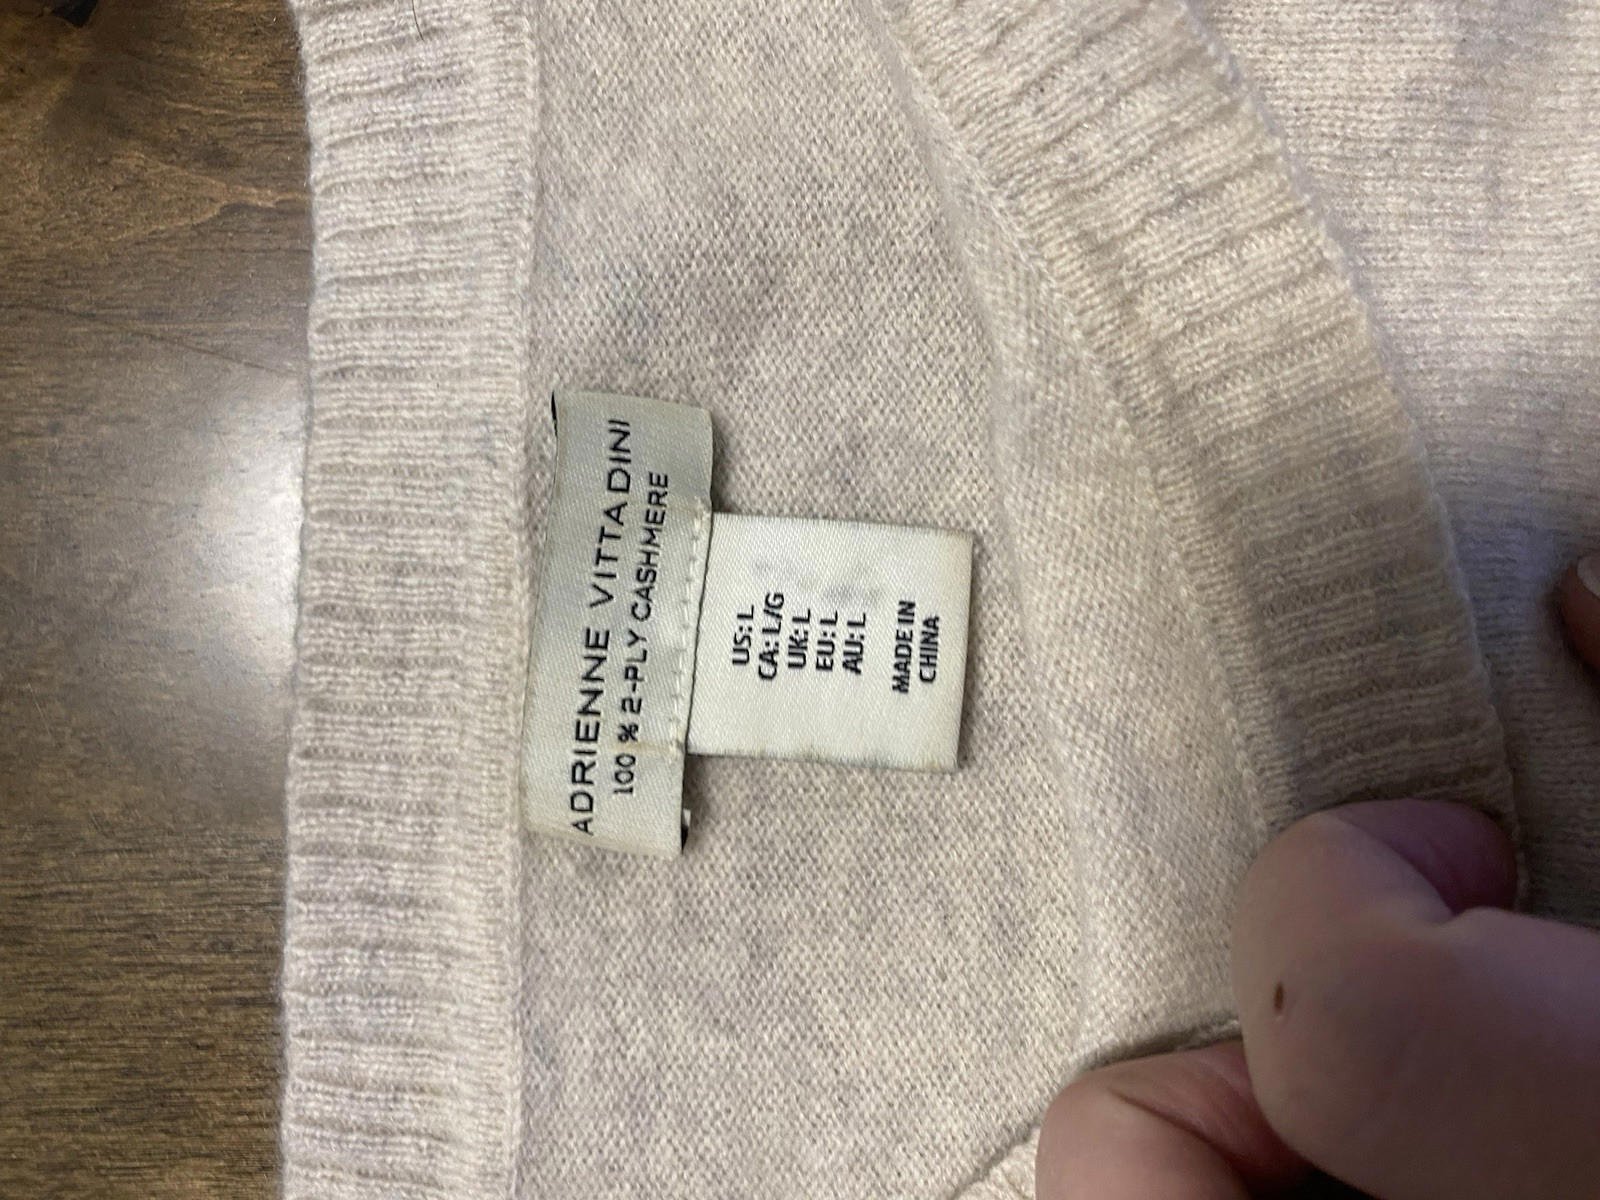 ADRIENNE VITTADINI
100 % 2-PLY CASHMERE
US: L
CA: L/G
UK: L
EU: L
AU: L
MADE IN
CHINA